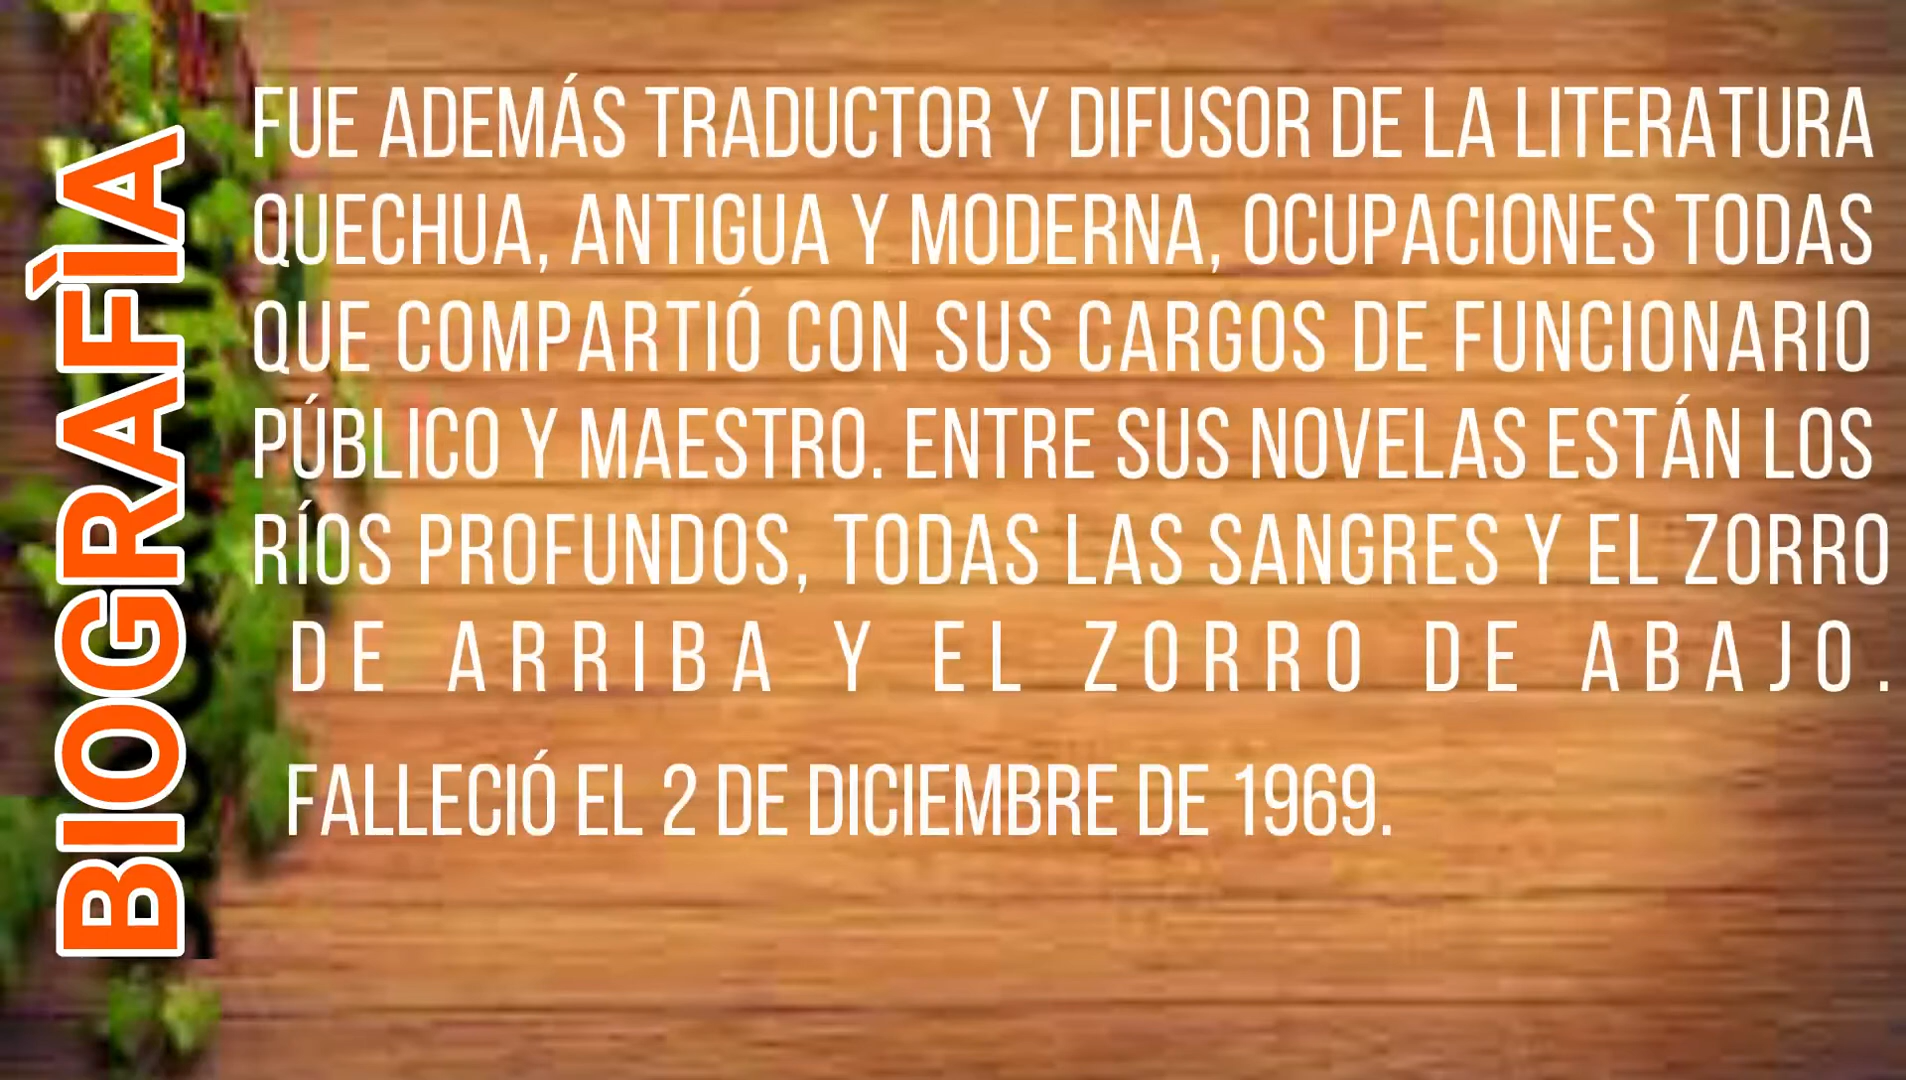 BIOGRAFÌA
FUE ADEMÁS TRADUCTOR Y DIFUSOR DE LA LITERATURA
QUECHUA, ANTIGUA Y MODERNA, OCUPACIONES TODAS
QUE COMPARTIÓ CON SUS CARGOS DE FUNCIONARIO
PÚBLICO Y MAESTRO. ENTRE SUS NOVELAS ESTÁN LOS
RÍOS PROFUNDOS, TODAS LAS SANGRES Y EL ZORRO
DE ARRIBA Y EL ZORRO DE ABAJO.
FALLECIÓ EL 2 DE DICIEMBRE DE 1969.